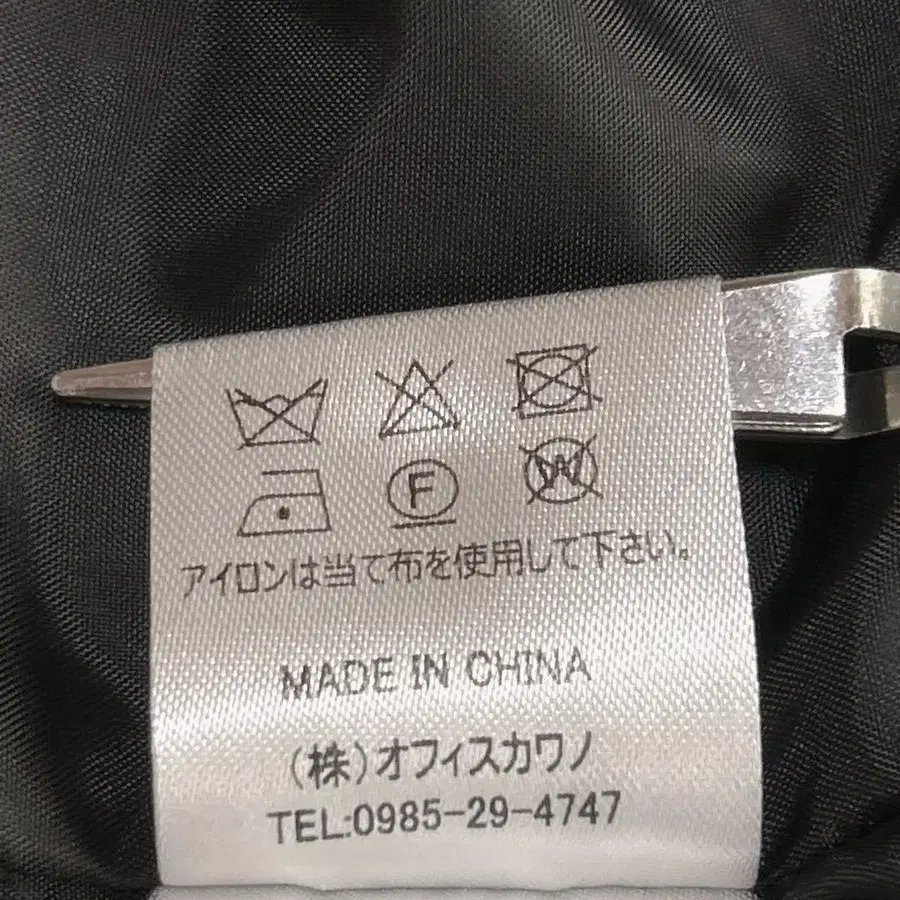 F W
アイロンは当て布を使用して下さい。
MADE IN CHINA
(株)オフィスカワノ
TEL:0985-29-4747